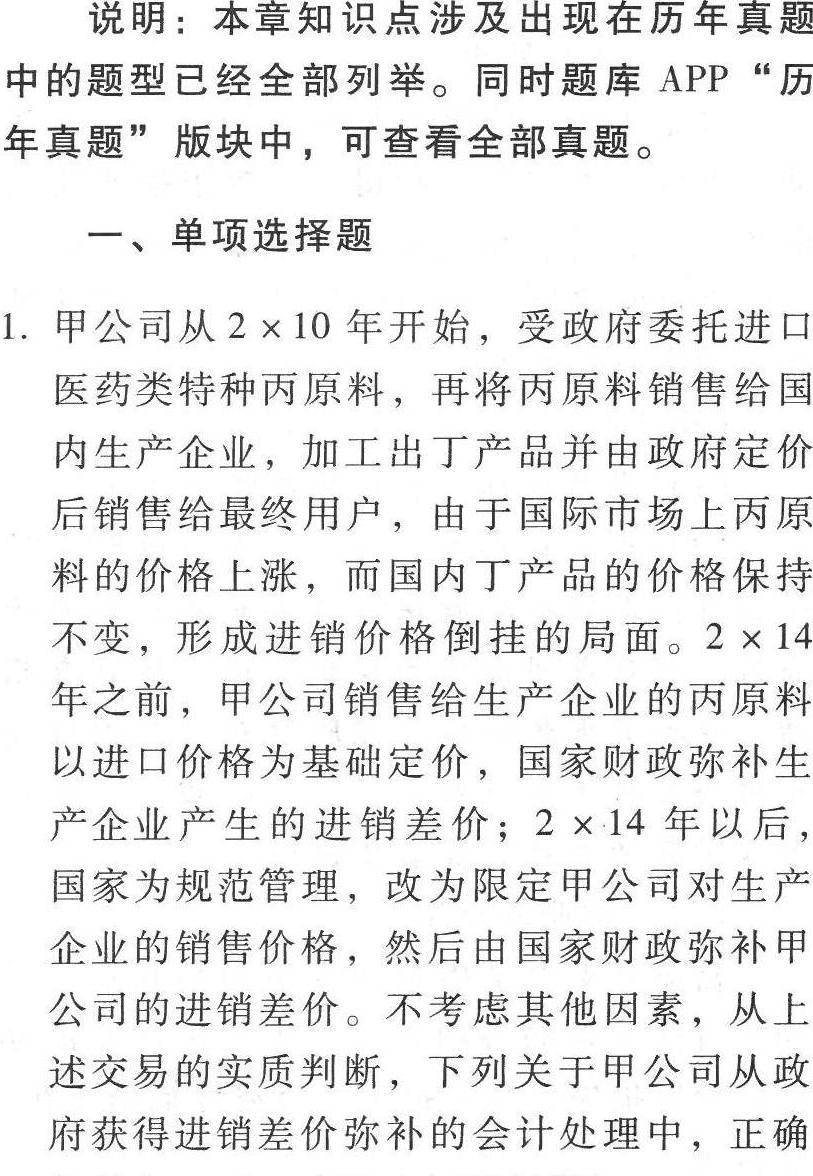 说明：本章知识点涉及出现在历年真题
中的题型已经全部列举。同时题库 APP“历
年真题”版块中，可查看全部真题。
一、单项选择题
1. 甲公司从 2×10 年开始，受政府委托进口
医药类特种丙原料，再将丙原料销售给国
内生产企业，加工出丁产品并由政府定价
后销售给最终用户，由于国际市场上丙原
料的价格上涨，而国内丁产品的价格保持
不变，形成进销价格倒挂的局面。2×14
年之前，甲公司销售给生产企业的丙原料
以进口价格为基础定价，国家财政弥补生
产企业产生的进销差价；2×14 年以后，
国家为规范管理，改为限定甲公司对生产
企业的销售价格，然后由国家财政弥补甲
公司的进销差价。不考虑其他因素，从上
述交易的实质判断，下列关于甲公司从政
府获得进销差价弥补的会计处理中，正确